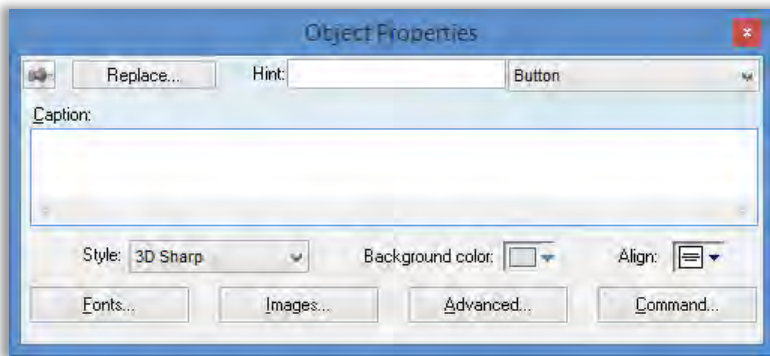 Object Properties
Replace... Hint: Button
Caption:
Style: 3D Sharp Background color: Align:
Fonts... Images... Advanced... Command...